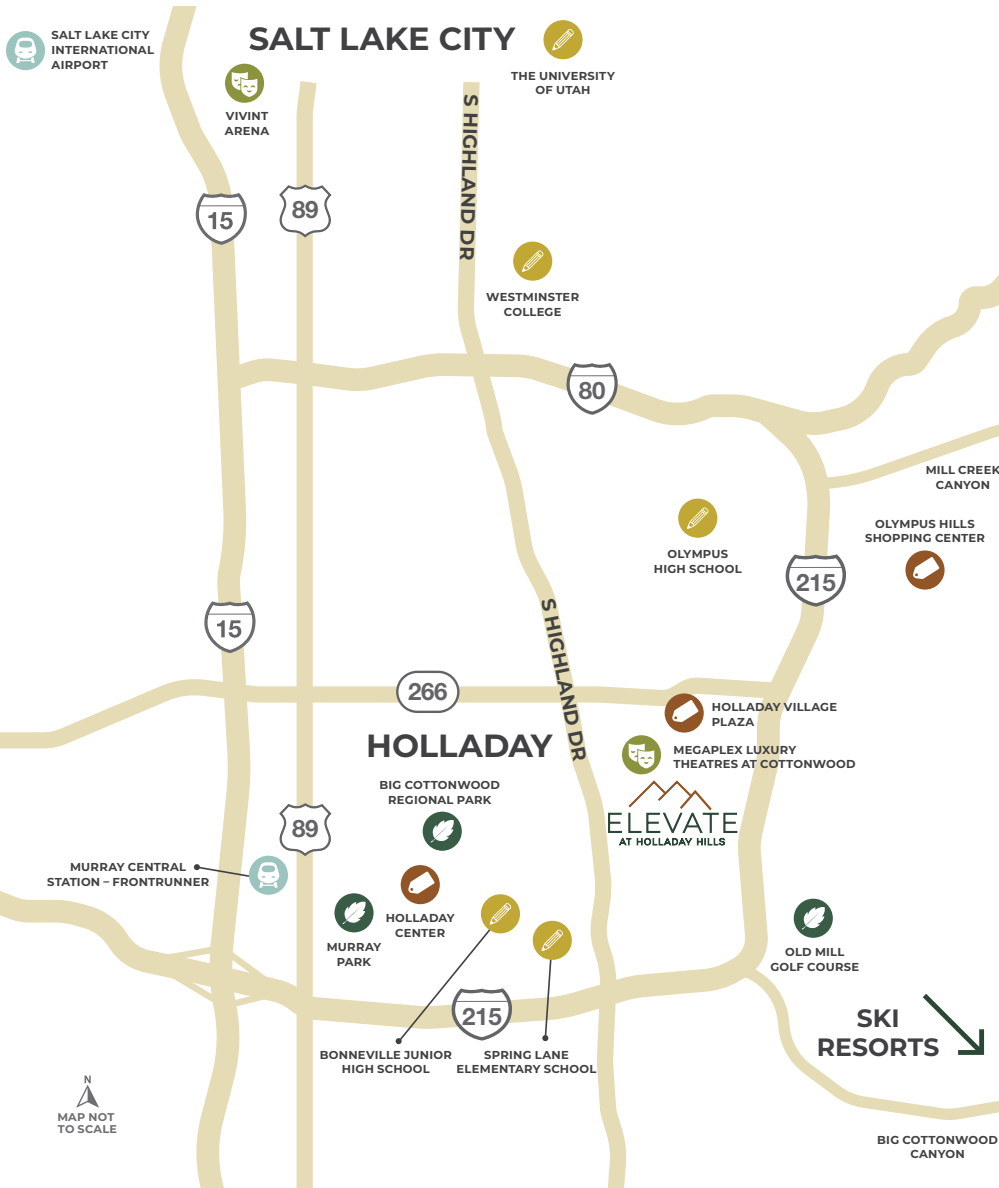 SALT LAKE CITY
INTERNATIONAL
AIRPORT
SALT LAKE CITY
THE UNIVERSITY
OF UTAH
VIVINT
ARENA
S HIGHLAND DR
15
89
WESTMINSTER
COLLEGE
80
MILL CREEK
CANYON
OLYMPUS HILLS
SHOPPING CENTER
OLYMPUS
HIGH SCHOOL
215
15
S HIGHLAND DR
266
HOLLADAY VILLAGE
PLAZA
HOLLADAY
MEGAPLEX LUXURY
THEATRES AT COTTONWOOD
BIG COTTONWOOD
REGIONAL PARK
ELEVATE
AT HOLLADAY HILLS
89
MURRAY CENTRAL
STATION – FRONTRUNNER
HOLLADAY
CENTER
MURRAY
PARK
OLD MILL
GOLF COURSE
215
SKI
RESORTS
BONNEVILLE JUNIOR
HIGH SCHOOL
SPRING LANE
ELEMENTARY SCHOOL
N
MAP NOT
TO SCALE
BIG COTTONWOOD
CANYON